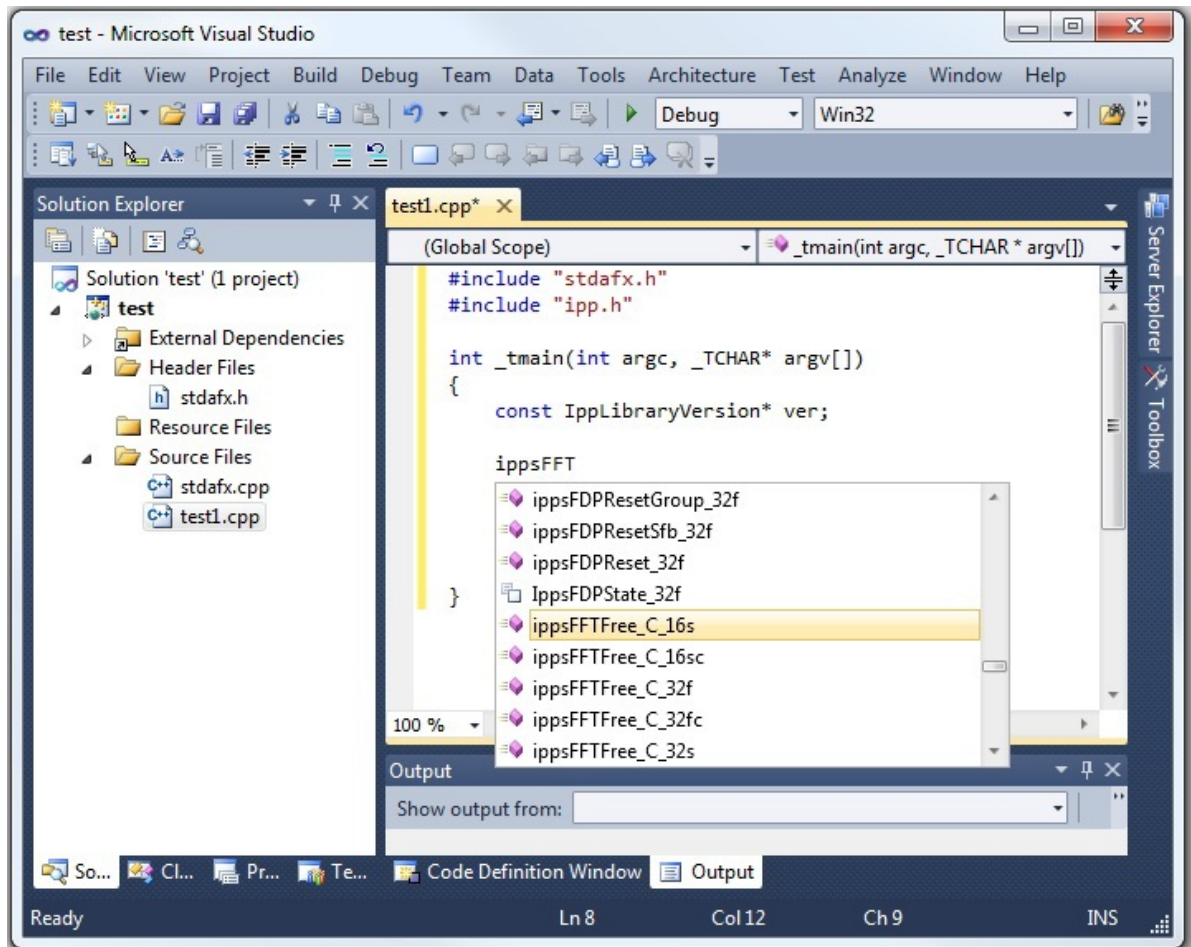 test - Microsoft Visual Studio
File Edit View Project Build Debug Team Data Tools Architecture Test Analyze Window Help
Debug Win32
Solution Explorer
Solution 'test' (1 project)
test
External Dependencies
Header Files
stdafx.h
Resource Files
Source Files
stdafx.cpp
test1.cpp
test1.cpp*
(Global Scope) _tmain(int argc, _TCHAR * argv[])
#include "stdafx.h"
#include "ipp.h"
int _tmain(int argc, _TCHAR* argv[])
{
const IppLibraryVersion* ver;
ippsFFT
ippsFDPResetGroup_32f
ippsFDPResetSfb_32f
ippsFDPReset_32f
IppsFDPState_32f
}
ippsFFTFree_C_16s
ippsFFTFree_C_16sc
ippsFFTFree_C_32f
ippsFFTFree_C_32fc
ippsFFTFree_C_32s
100 %
Output
Show output from:
Server Explorer
Toolbox
So... Cl... Pr... Te... Code Definition Window Output
Ready Ln 8 Col 12 Ch 9 INS